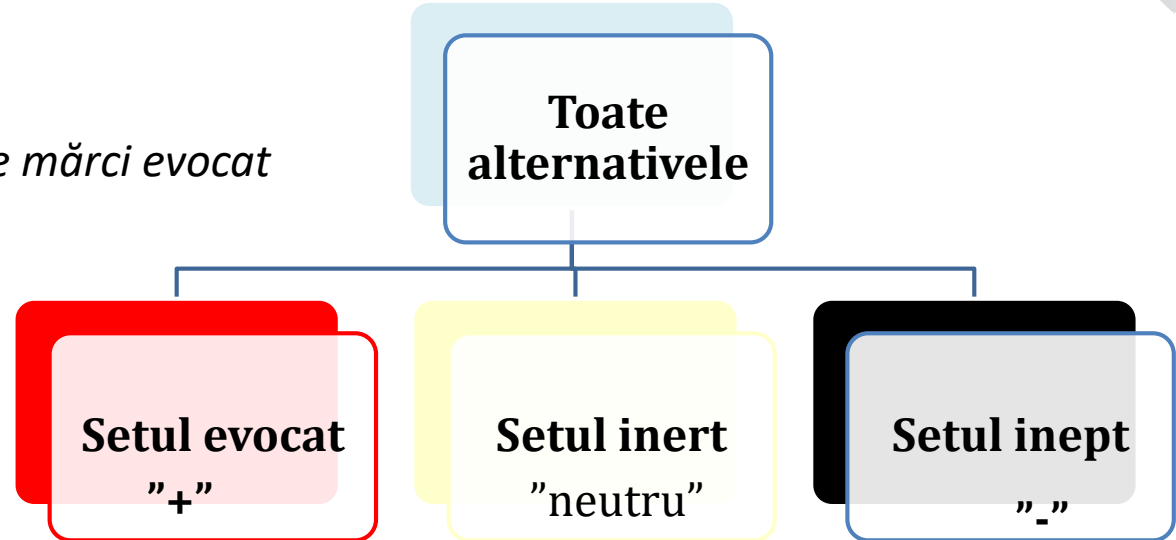 Toate
alternativele
e mărci evocat
Setul evocat
”+”
Setul inert
”neutru”
Setul inept
”-”